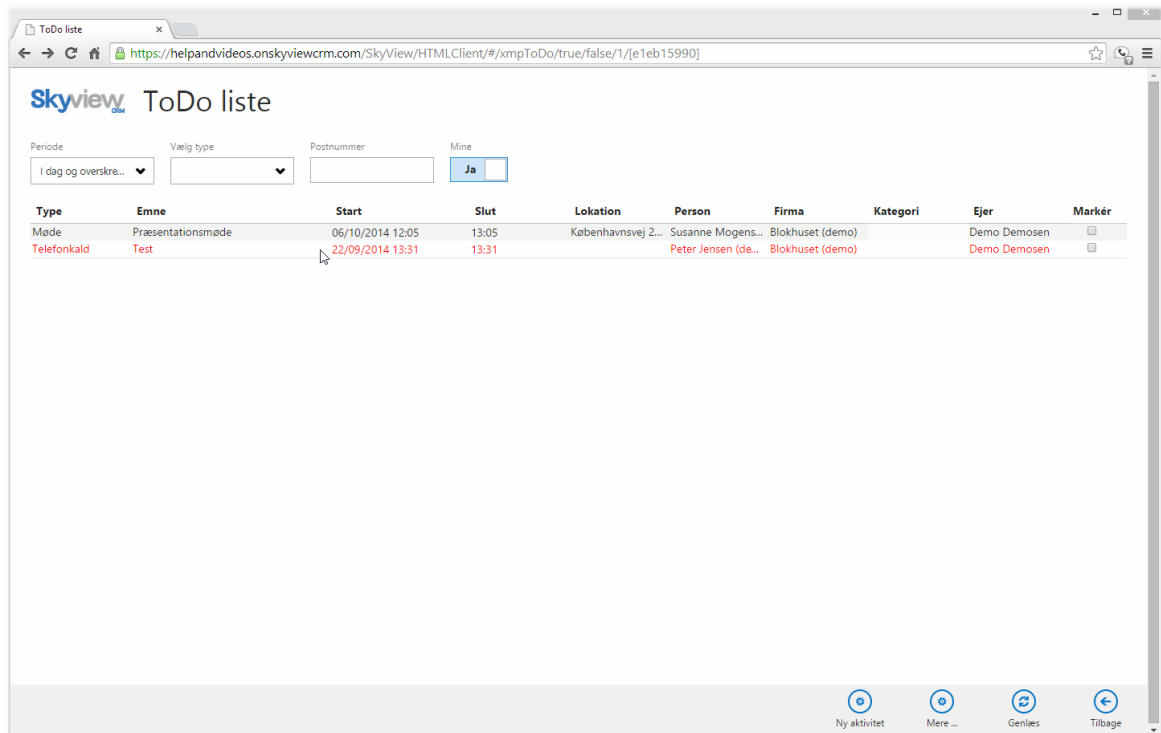 ToDo liste
https://helpandvideos.onskyviewcrm.com/SkyView/HTMLClient/#/xmpToDo/true/false/1/[e1eb15990]
Skyview CRM ToDo liste
Periode Vælg type Postnummer Mine
I dag og overskre... Ja
Type Emne Start Slut Lokation Person Firma Kategori Ejer Markér
Møde Præsentationsmøde 06/10/2014 12:05 13:05 Københavnsvej 2... Susanne Mogens... Blokhuset (demo) Demo Demosen
Telefonkald Test 22/09/2014 13:31 13:31 Peter Jensen (de... Blokhuset (demo) Demo Demosen
Ny aktivitet Mere ... Genlæs Tilbage